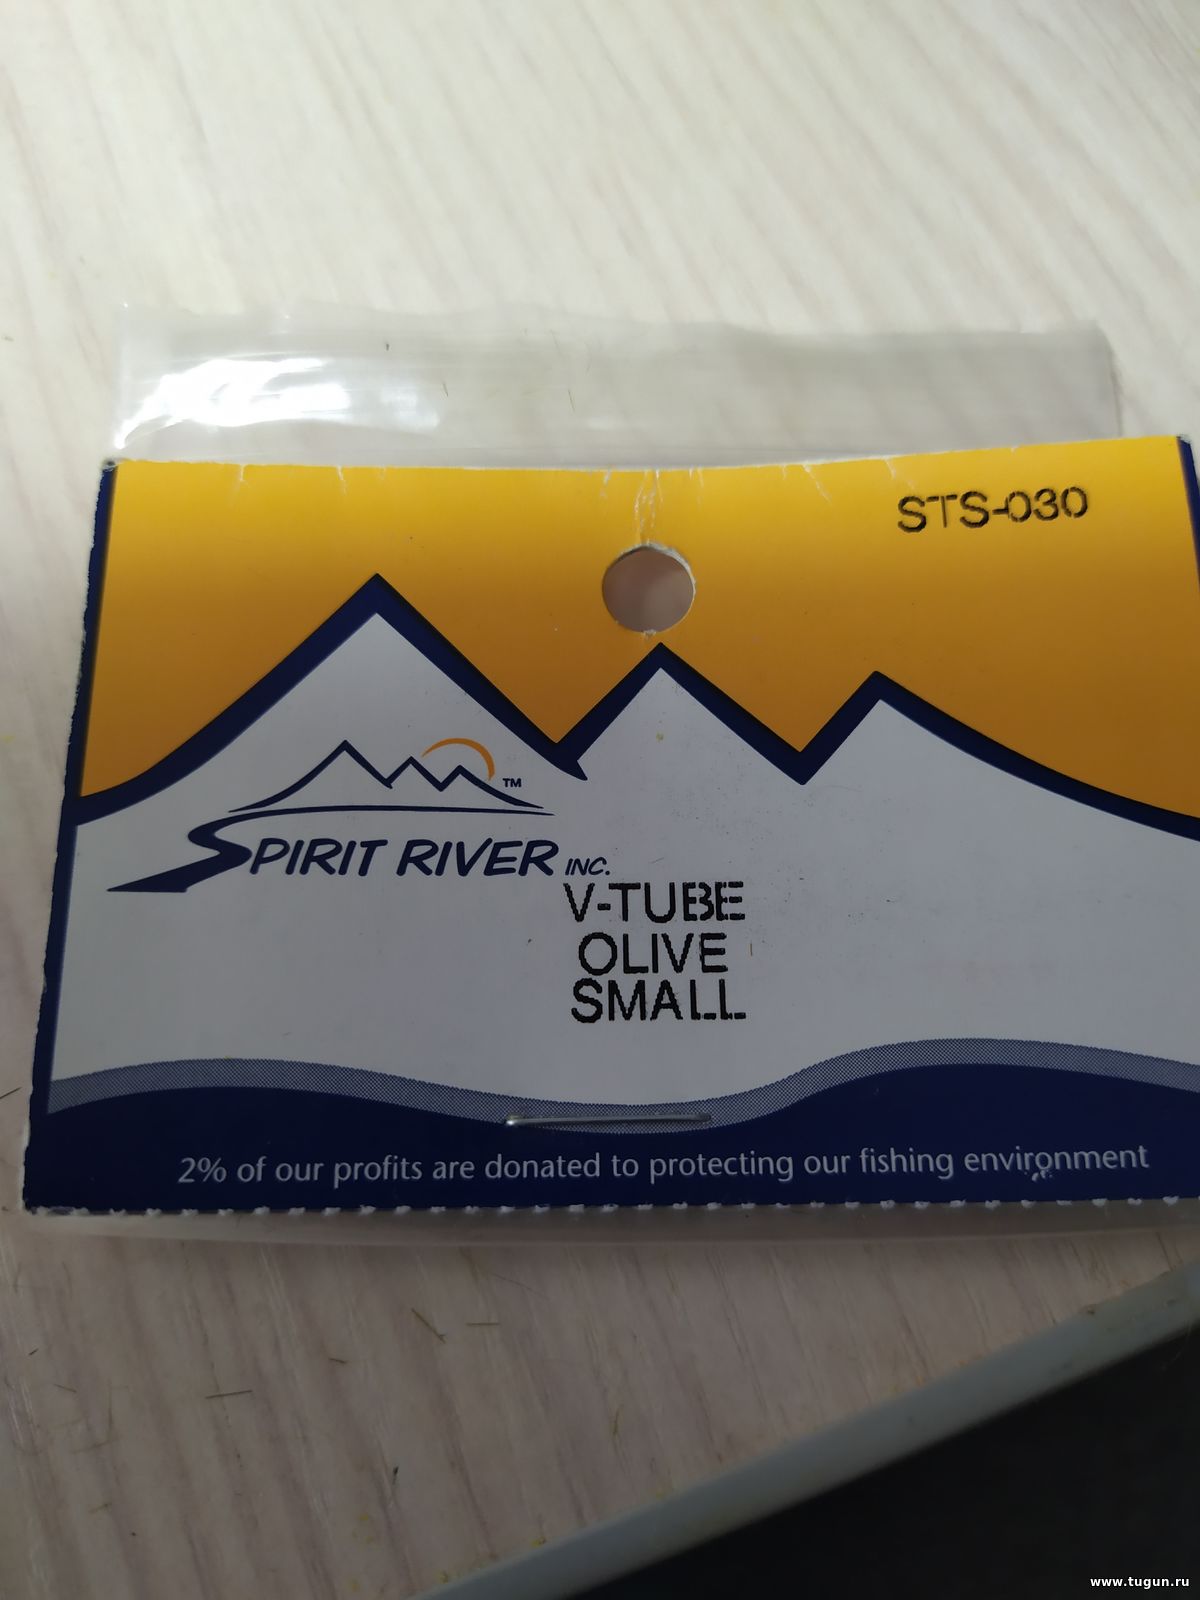 STS-030
™
SPIRIT RIVER INC.
V-TUBE
OLIVE
SMALL
2% of our profits are donated to protecting our fishing environment
www.tugun.ru